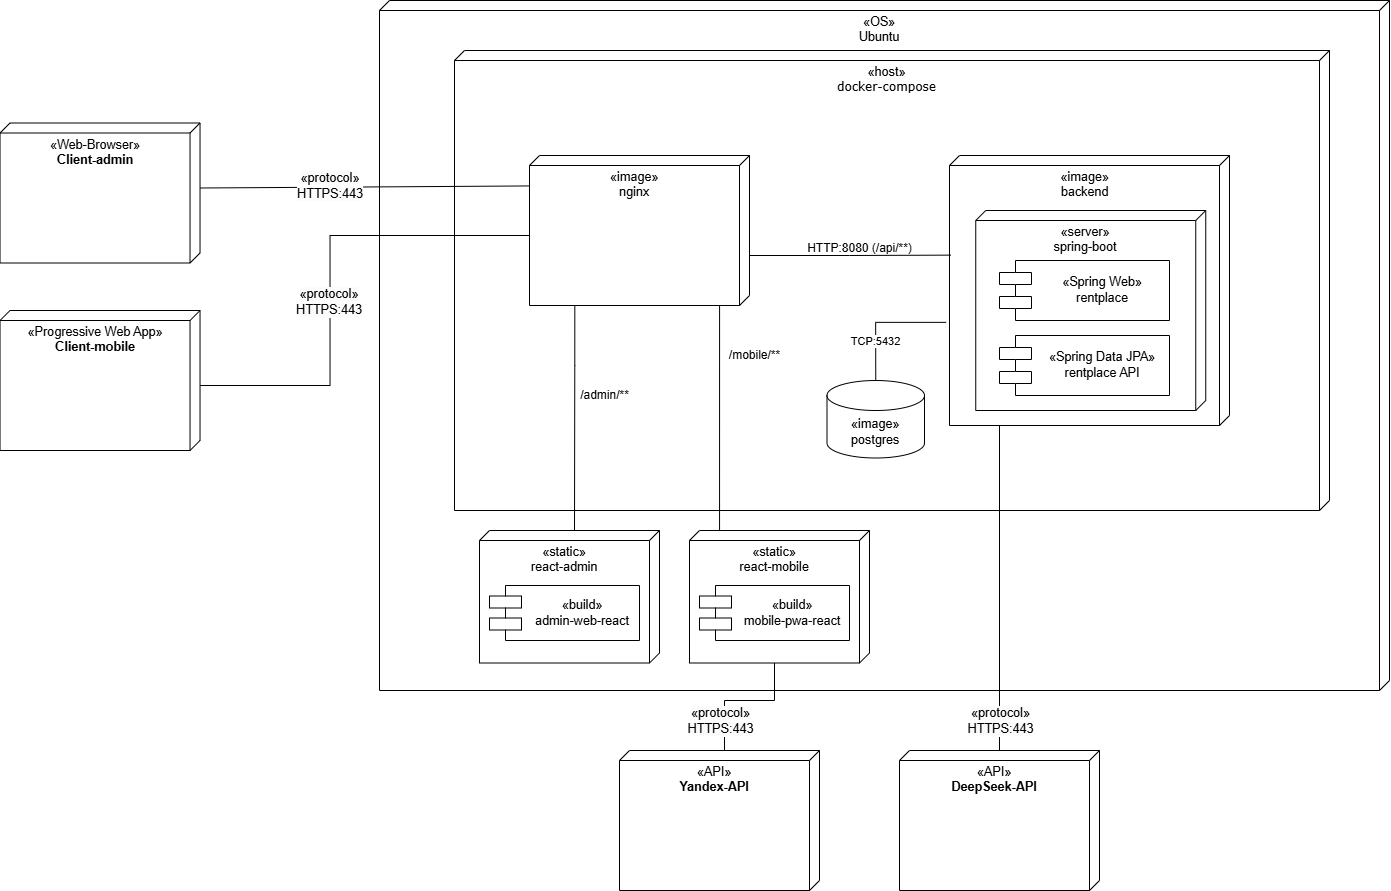 «OS»
Ubuntu
«host»
docker-compose
«Web-Browser»
Client-admin
«protocol»
HTTPS:443
«image»
nginx
«image»
backend
«server»
spring-boot
HTTP:8080 (/api/**)
«Spring Web»
rentplace
«protocol»
HTTPS:443
«Progressive Web App»
Client-mobile
TCP:5432
/mobile/**
«Spring Data JPA»
rentplace API
/admin/**
«image»
postgres
«static»
react-admin
«build»
admin-web-react
«static»
react-mobile
«build»
mobile-pwa-react
«protocol»
HTTPS:443
«protocol»
HTTPS:443
«API»
Yandex-API
«API»
DeepSeek-API